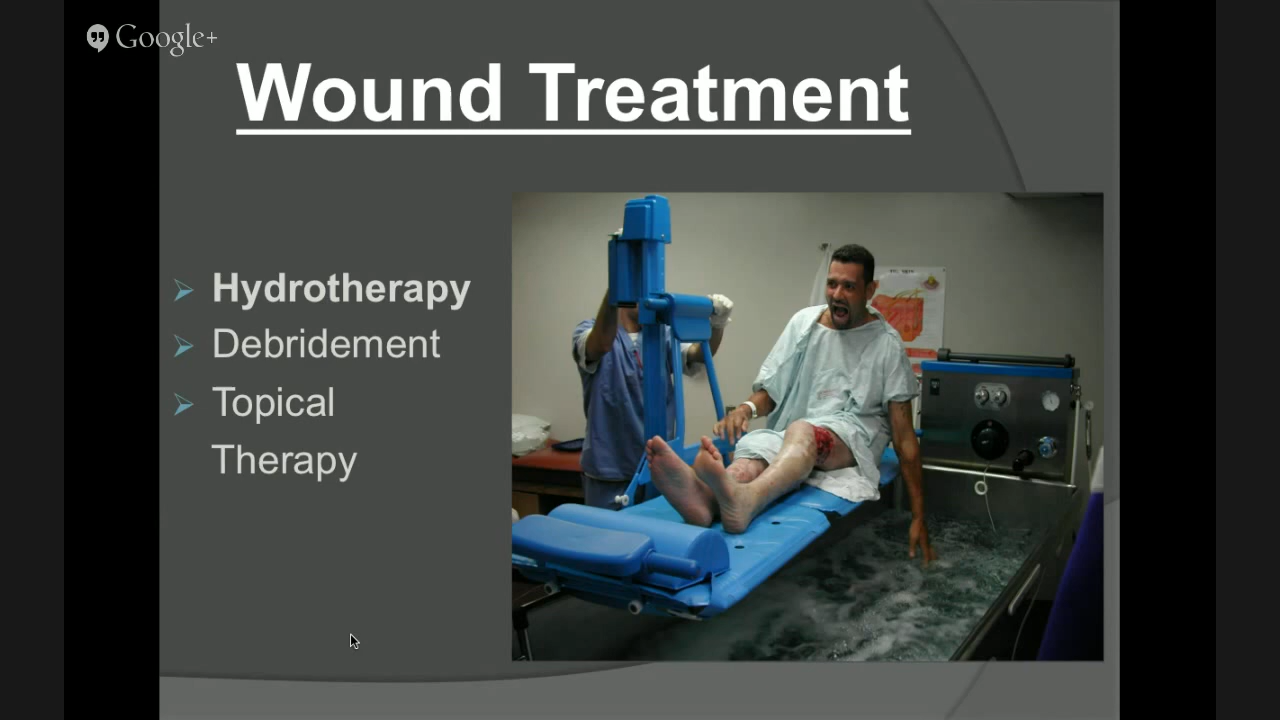 Google+
Wound Treatment
Hydrotherapy
Debridement
Topical
Therapy